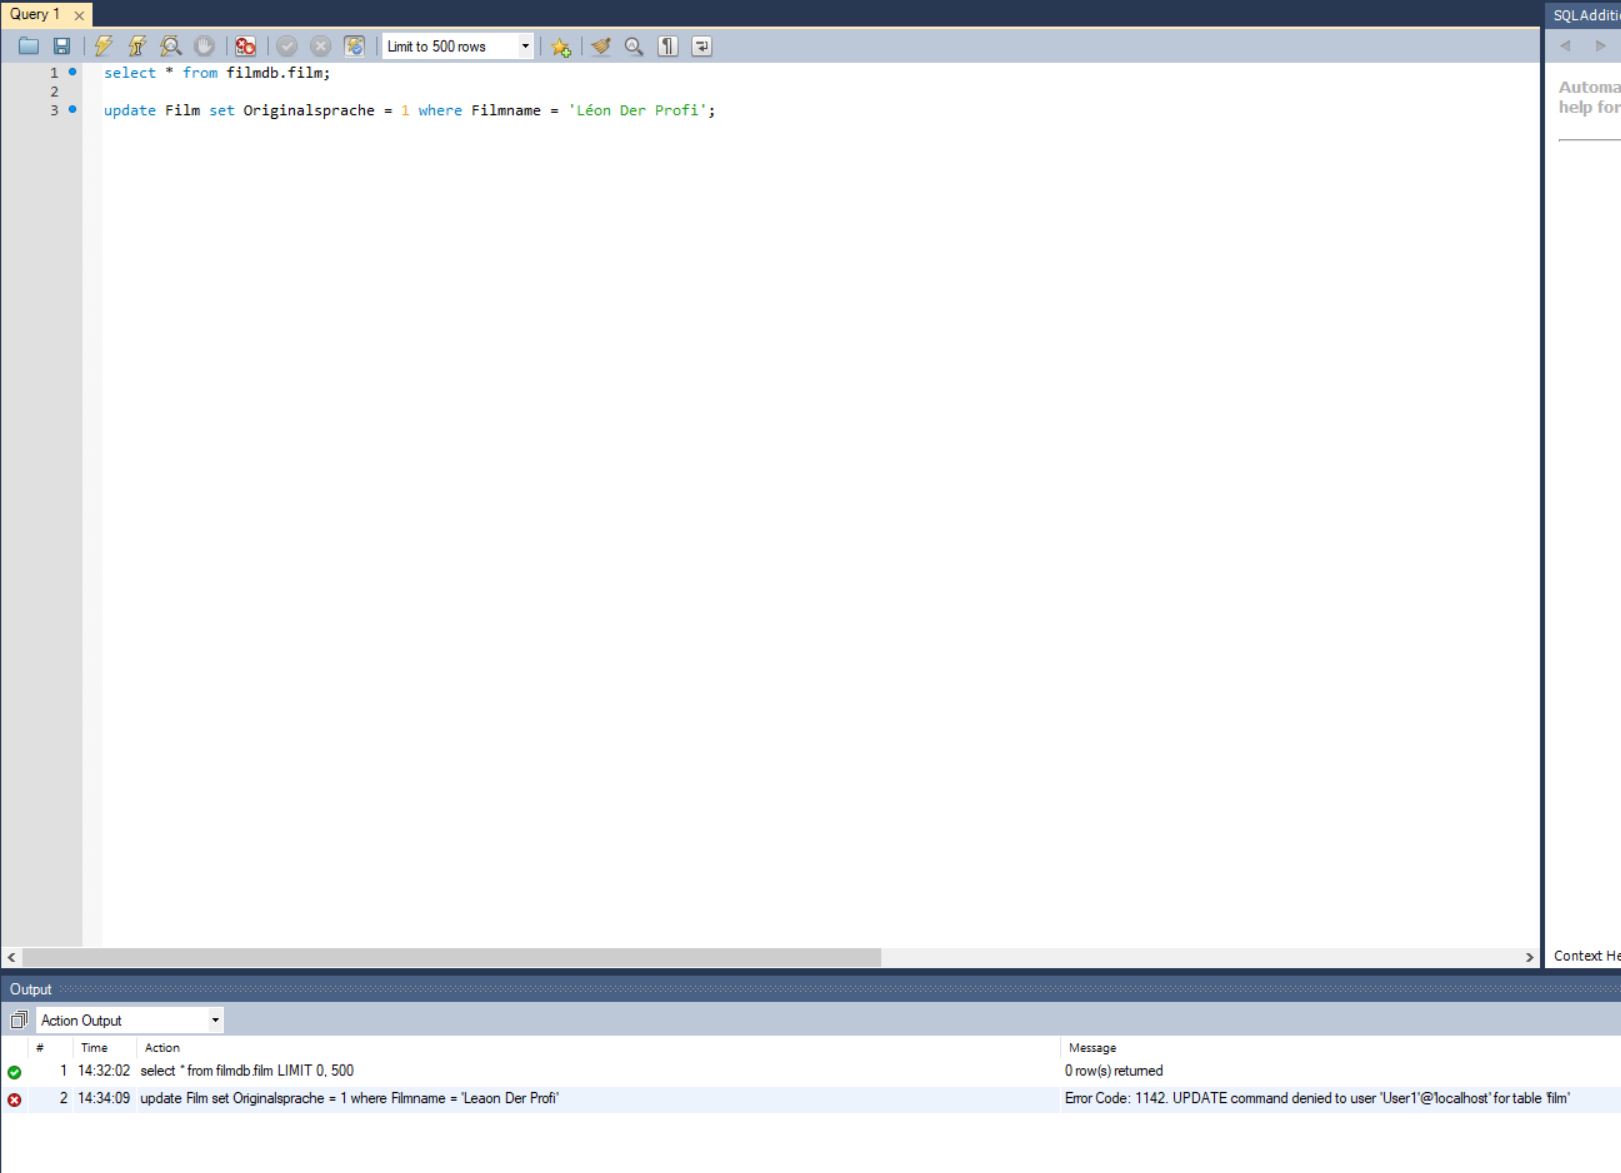 Query 1
SQLAdditi
Limit to 500 rows
Automa
help for
1 select * from filmdb.film;
2
3 update Film set Originalsprache = 1 where Filmname = 'Léon Der Profi';
Context He
Output
Action Output
# Time Action Message
1 14:32:02 select * from filmdb.film LIMIT 0, 500 0 row(s) returned
2 14:34:09 update Film set Originalsprache = 1 where Filmname = 'Leaon Der Profi' Error Code: 1142. UPDATE command denied to user 'User1'@'localhost' for table 'film'